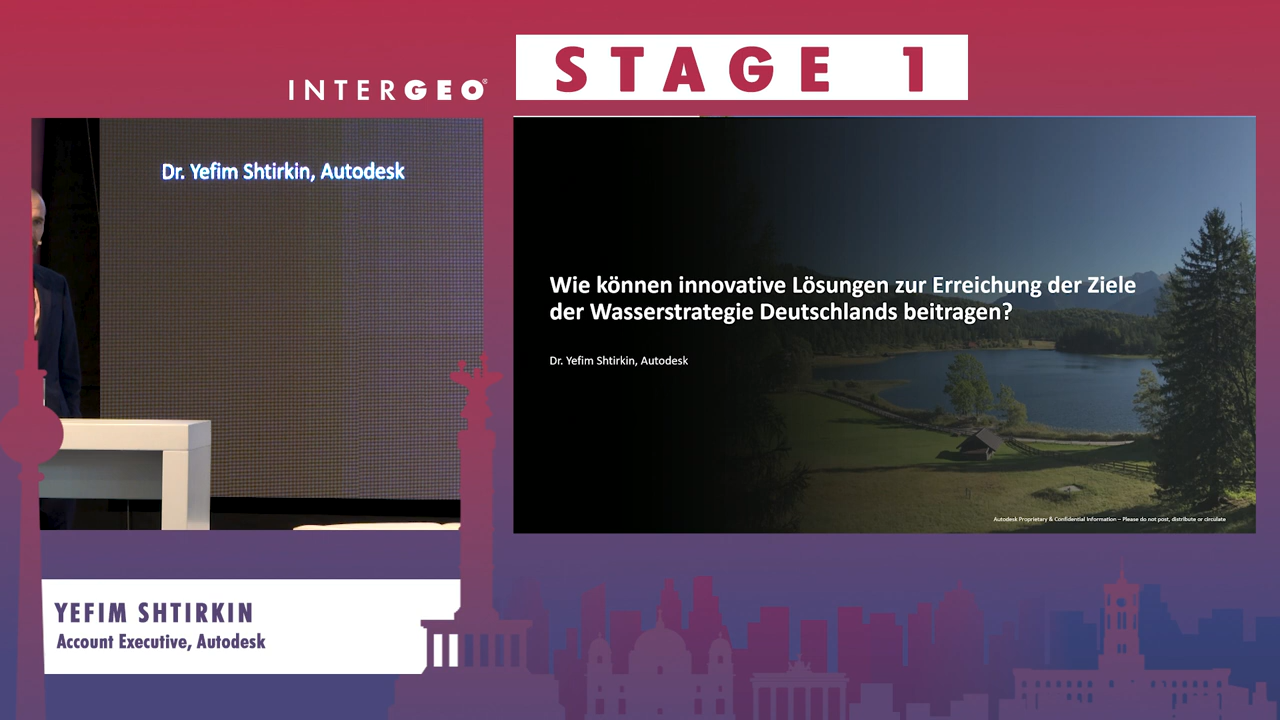 STAGE 1
INTERGEO®
Dr. Yefim Shtirkin, Autodesk
Wie können innovative Lösungen zur Erreichung der Ziele
der Wasserstrategie Deutschlands beitragen?
Dr. Yefim Shtirkin, Autodesk
Autodesk Proprietary & Confidential Information – Please do not post, distribute or circulate
YEFIM SHTIRKIN
Account Executive, Autodesk